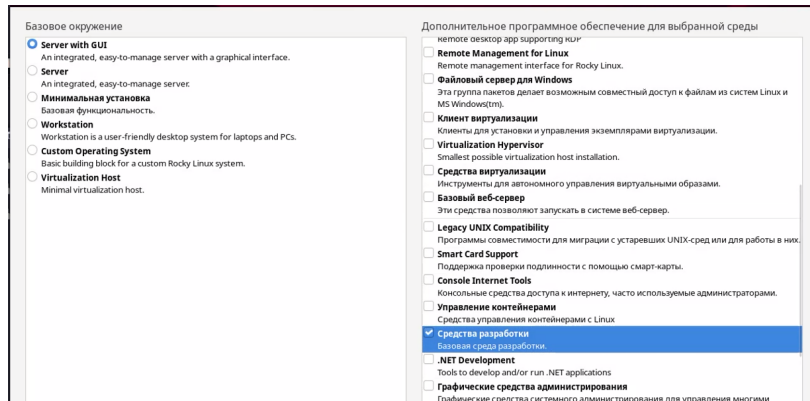 Базовое окружение
Server with GUI
An integrated, easy-to-manage server with a graphical interface.
Server
An integrated, easy-to-manage server.
Минимальная установка
Базовая функциональность.
Workstation
Workstation is a user-friendly desktop system for laptops and PCs.
Custom Operating System
Basic building block for a custom Rocky Linux system.
Virtualization Host
Minimal virtualization host.
Дополнительное программное обеспечение для выбранной среды
Remote desktop app supporting RDP
Remote Management for Linux
Remote management interface for Rocky Linux.
Файловый сервер для Windows
Эта группа пакетов делает возможным совместный доступ к файлам из систем Linux и
MS Windows(tm).
Клиент виртуализации
Клиенты для установки и управления экземплярами виртуализации.
Virtualization Hypervisor
Smallest possible virtualization host installation.
Средства виртуализации
Инструменты для автономного управления виртуальными образами.
Базовый веб-сервер
Эти средства позволяют запускать в системе веб-сервер.
Legacy UNIX Compatibility
Программы совместимости для миграции с устаревших UNIX-сред или для работы в них.
Smart Card Support
Поддержка проверки подлинности с помощью смарт-карты.
Console Internet Tools
Консольные средства доступа к интернету, часто используемые администраторами.
Управление контейнерами
Средства управления контейнерами с Linux
Средства разработки
Базовая среда разработки.
.NET Development
Tools to develop and/or run .NET applications
Графические средства администрирования
Графические средства системного администрирования для управления многими